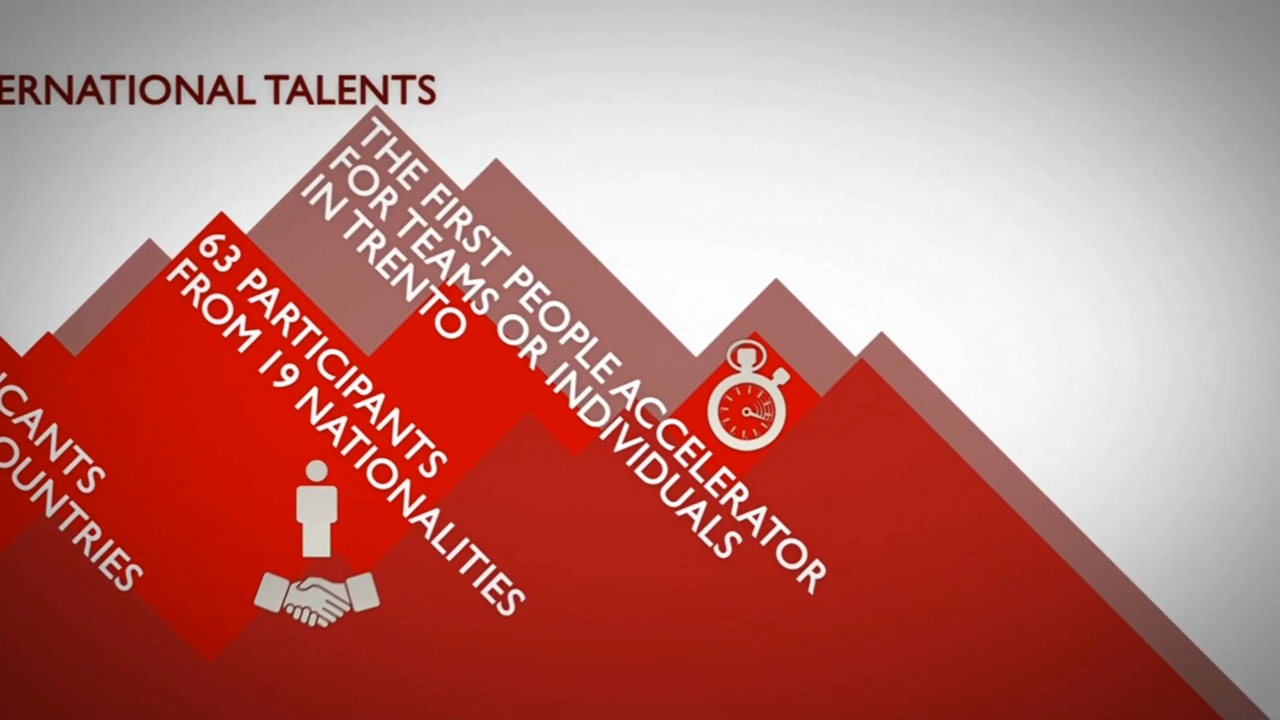 ERNATIONAL TALENTS
THE FIRST PEOPLE ACCELERATOR
FOR TEAMS OR INDIVIDUALS
IN TRENTO
63 PARTICIPANTS
FROM 19 NATIONALITIES
ICANTS
OUNTRIES